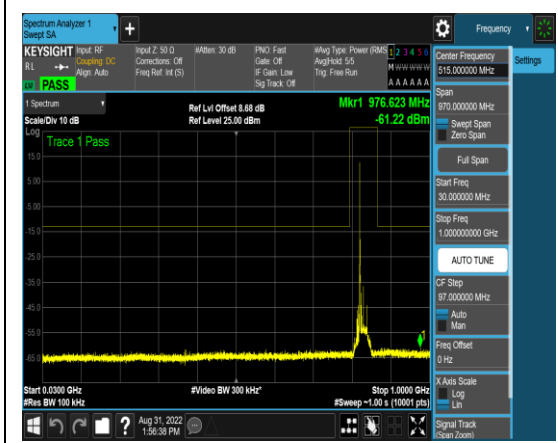 Spectrum Analyzer 1
Swept SA
+
Frequency
KEYSIGHT
RL
PASS
Input: RF
Coupling: DC
Align: Auto
Input Z: 50 Ω
Corrections: Off
Freq Ref: Int (S)
#Atten: 30 dB
PNO: Fast
Gate: Off
IF Gain: Low
Sig Track: Off
#Avg Type: Power (RMS
Avg|Hold: 5/5
Trig: Free Run
1 2 3 4 5 6
M W W W W W
A A A A A A
1 Spectrum
Scale/Div 10 dB
Log
Ref Lvl Offset 8.68 dB
Ref Level 25.00 dBm
Mkr1 976.623 MHz
-61.22 dBm
Trace 1 Pass
15.0
5.00
-5.00
-15.0
-25.0
-35.0
-45.0
-55.0
-65.0
1
Start 0.0300 GHz
#Res BW 100 kHz
#Video BW 300 kHz*
Stop 1.0000 GHz
#Sweep ~1.00 s (10001 pts)
Aug 31, 2022
1:56:38 PM
?
Center Frequency
515.000000 MHz
Span
970.000000 MHz
Swept Span
Zero Span
Full Span
Start Freq
30.000000 MHz
Stop Freq
1.000000000 GHz
AUTO TUNE
CF Step
97.000000 MHz
Auto
Man
Freq Offset
0 Hz
X Axis Scale
Log
Lin
Signal Track
(Span Zoom)
Settings